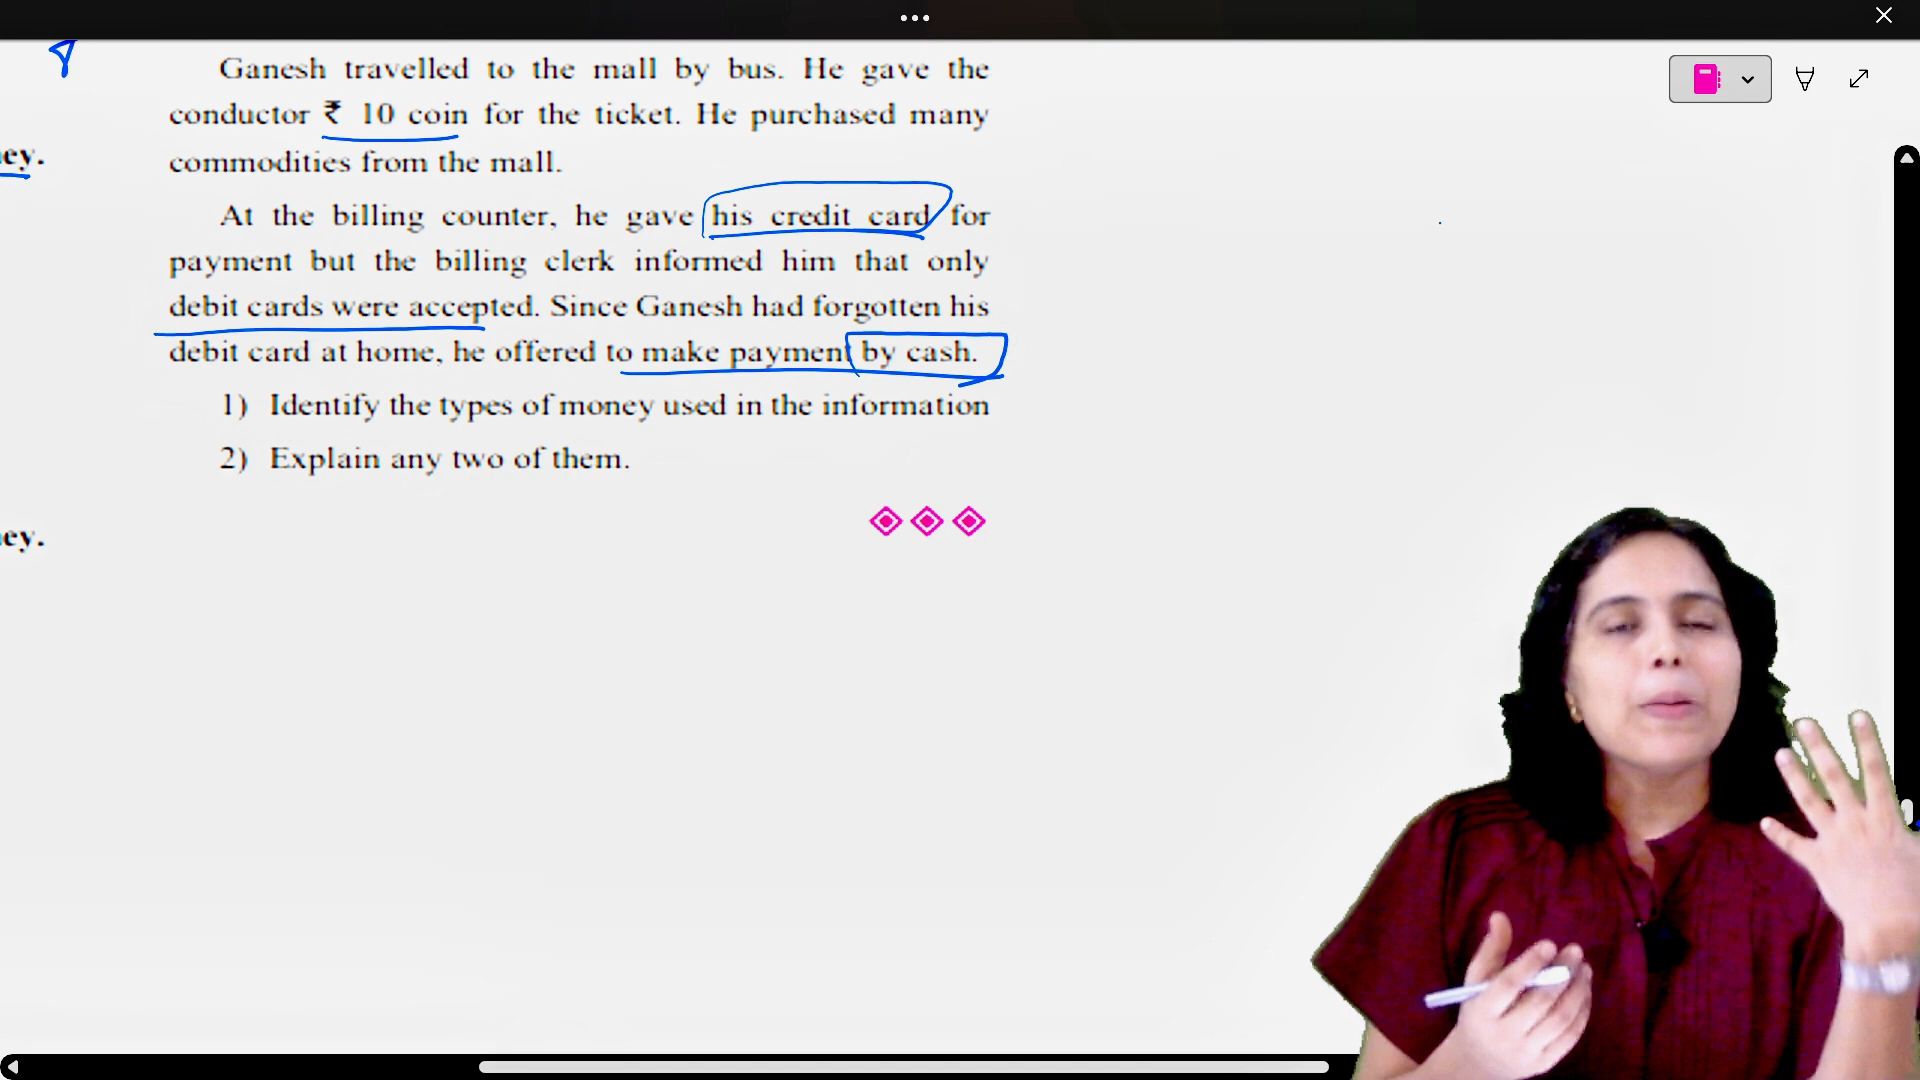 Ganesh travelled to the mall by bus. He gave the
conductor ₹ 10 coin for the ticket. He purchased many
commodities from the mall.
At the billing counter, he gave his credit card for
payment but the billing clerk informed him that only
debit cards were accepted. Since Ganesh had forgotten his
debit card at home, he offered to make payment by cash.
1) Identify the types of money used in the information
2) Explain any two of them.
ey.
ey.